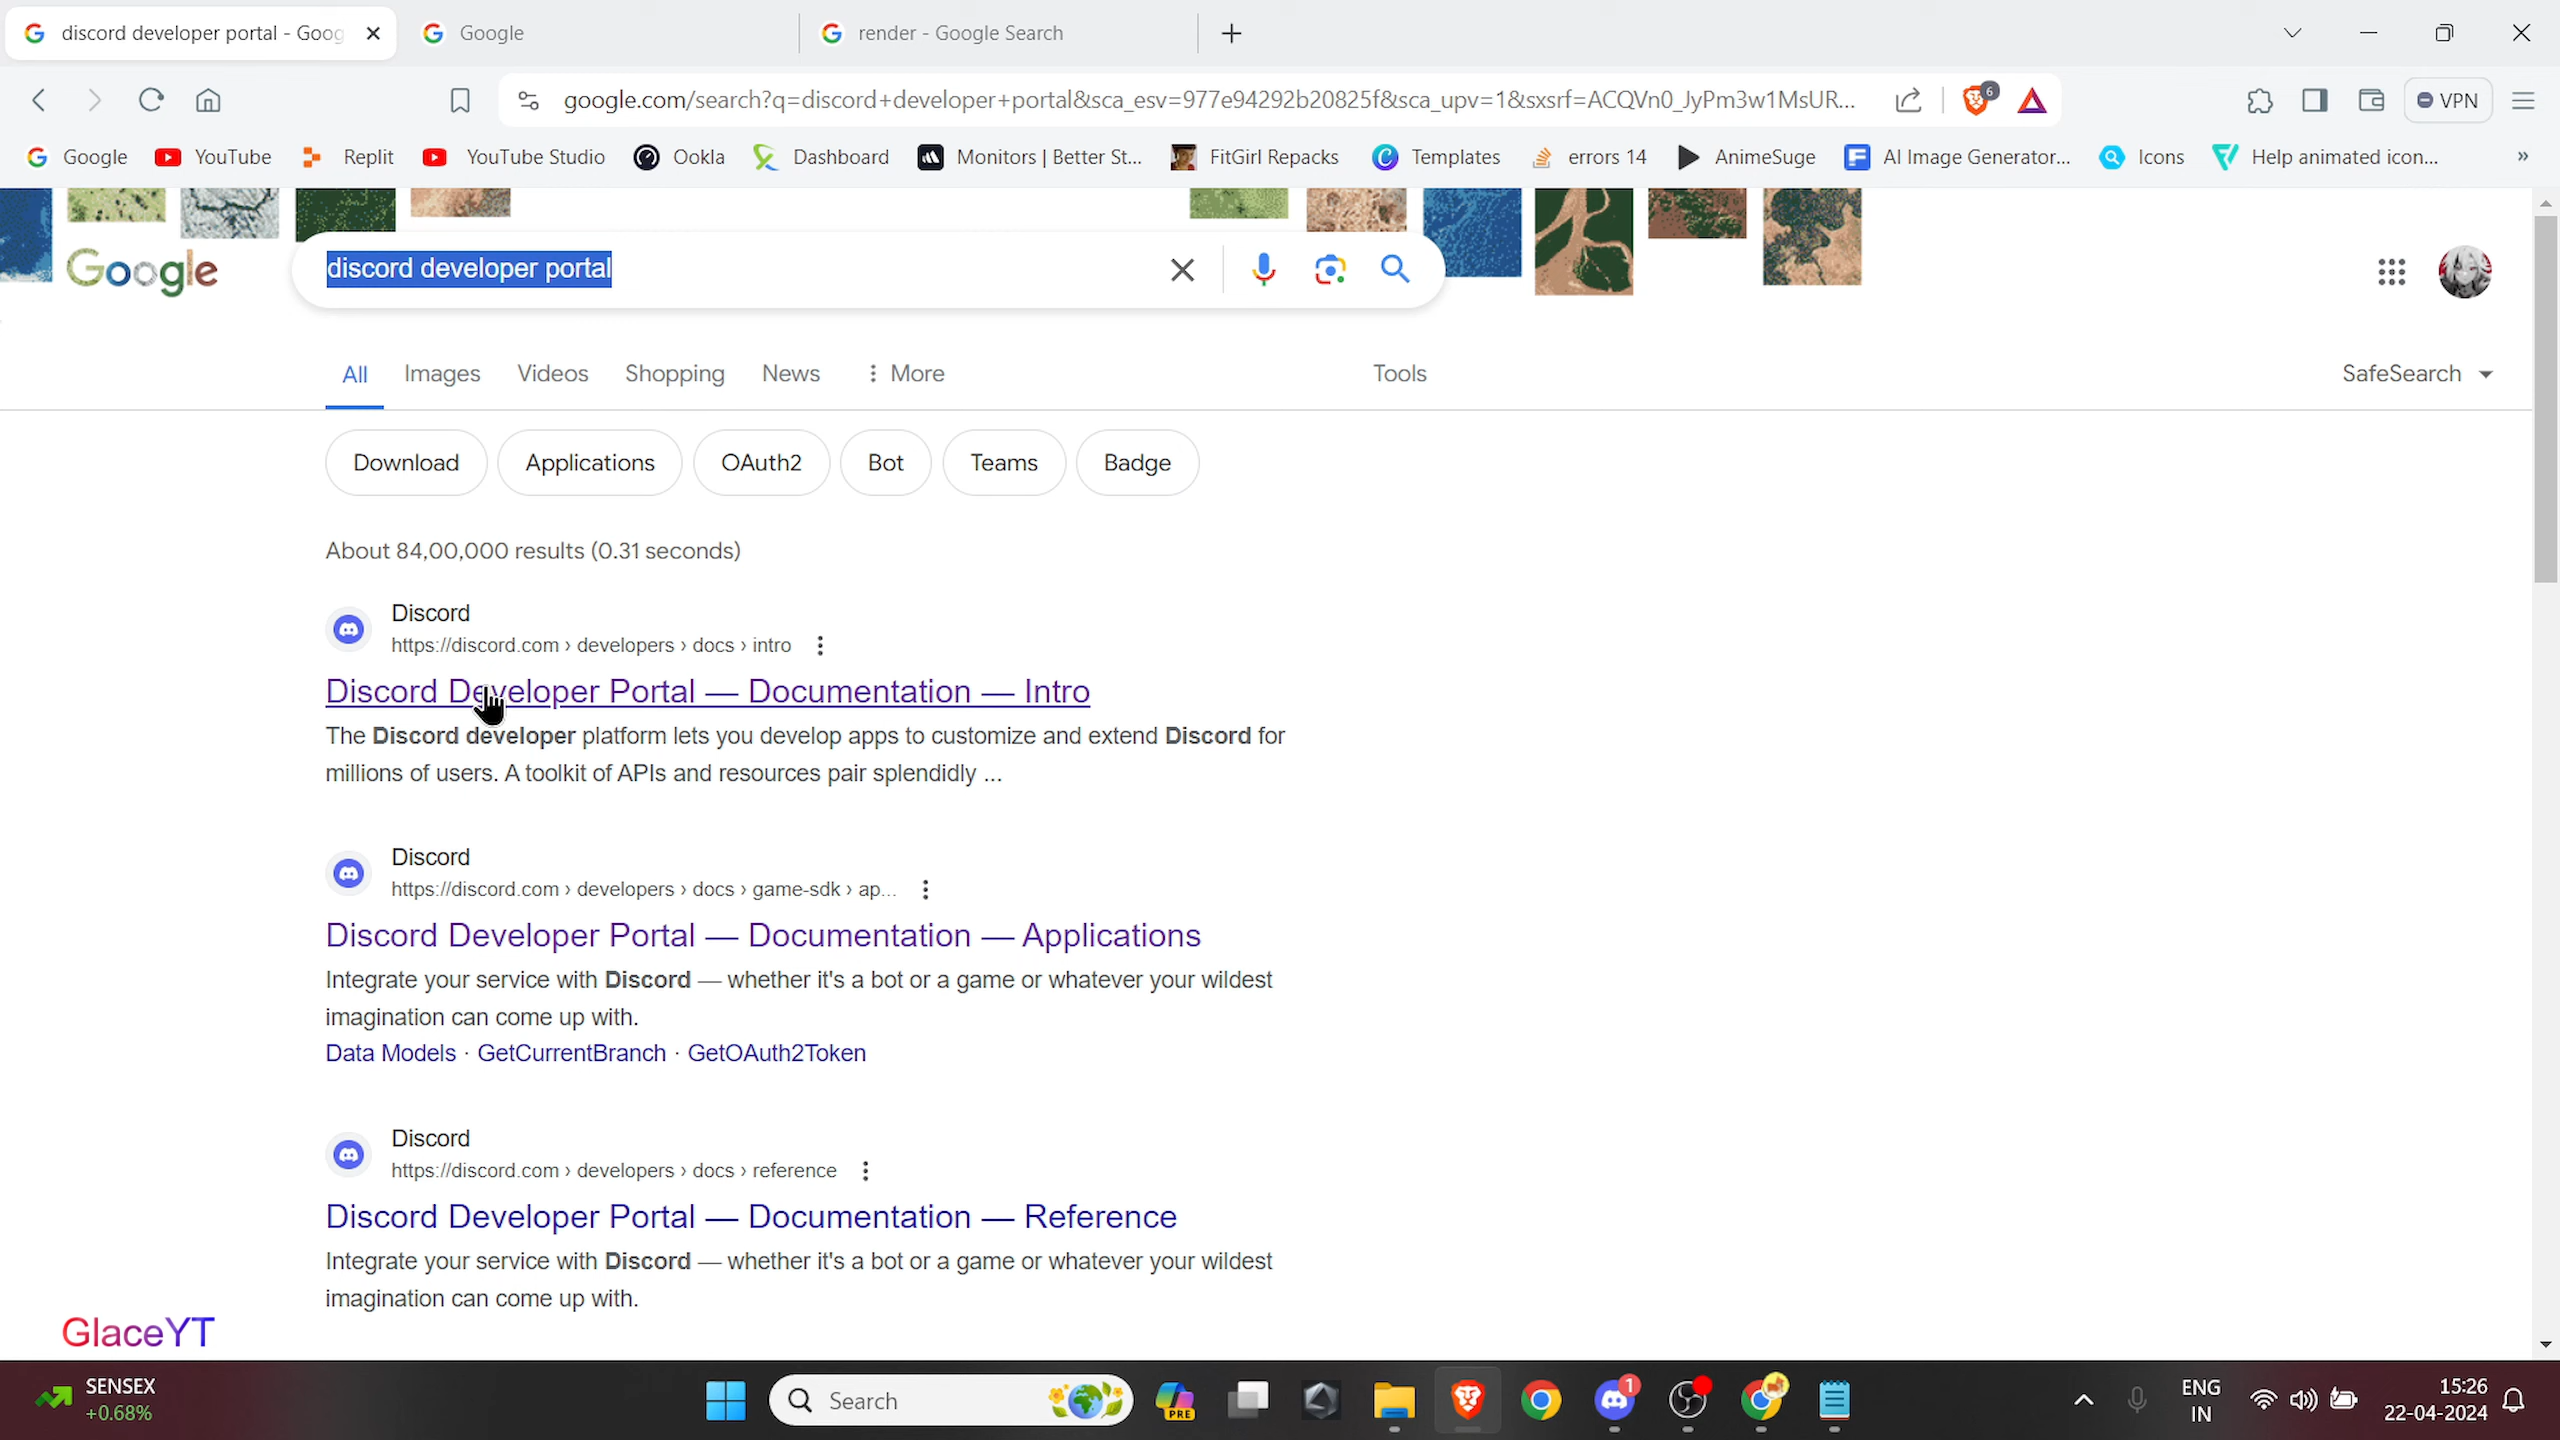 discord developer portal - Goog
Google
render - Google Search
google.com/search?q=discord+developer+portal&sca_esv=977e94292b20825f&sca_upv=1&sxsrf=ACQVn0_JyPm3w1MsUR...
6
VPN
Google
YouTube
Replit
YouTube Studio
Ookla
Dashboard
Monitors | Better St...
FitGirl Repacks
Templates
errors 14
AnimeSuge
AI Image Generator...
Icons
Help animated icon...
»
Google
discord developer portal
All
Images
Videos
Shopping
News
More
Tools
SafeSearch
Download
Applications
OAuth2
Bot
Teams
Badge
About 84,00,000 results (0.31 seconds)
Discord
https://discord.com › developers › docs › intro
Discord Developer Portal — Documentation — Intro
The Discord developer platform lets you develop apps to customize and extend Discord for
millions of users. A toolkit of APIs and resources pair splendidly ...
Discord
https://discord.com › developers › docs › game-sdk › ap...
Discord Developer Portal — Documentation — Applications
Integrate your service with Discord — whether it's a bot or a game or whatever your wildest
imagination can come up with.
Data Models · GetCurrentBranch · GetOAuth2Token
Discord
https://discord.com › developers › docs › reference
Discord Developer Portal — Documentation — Reference
Integrate your service with Discord — whether it's a bot or a game or whatever your wildest
imagination can come up with.
GlaceYT
SENSEX
+0.68%
Search
PRE
1
ENG
IN
15:26
22-04-2024